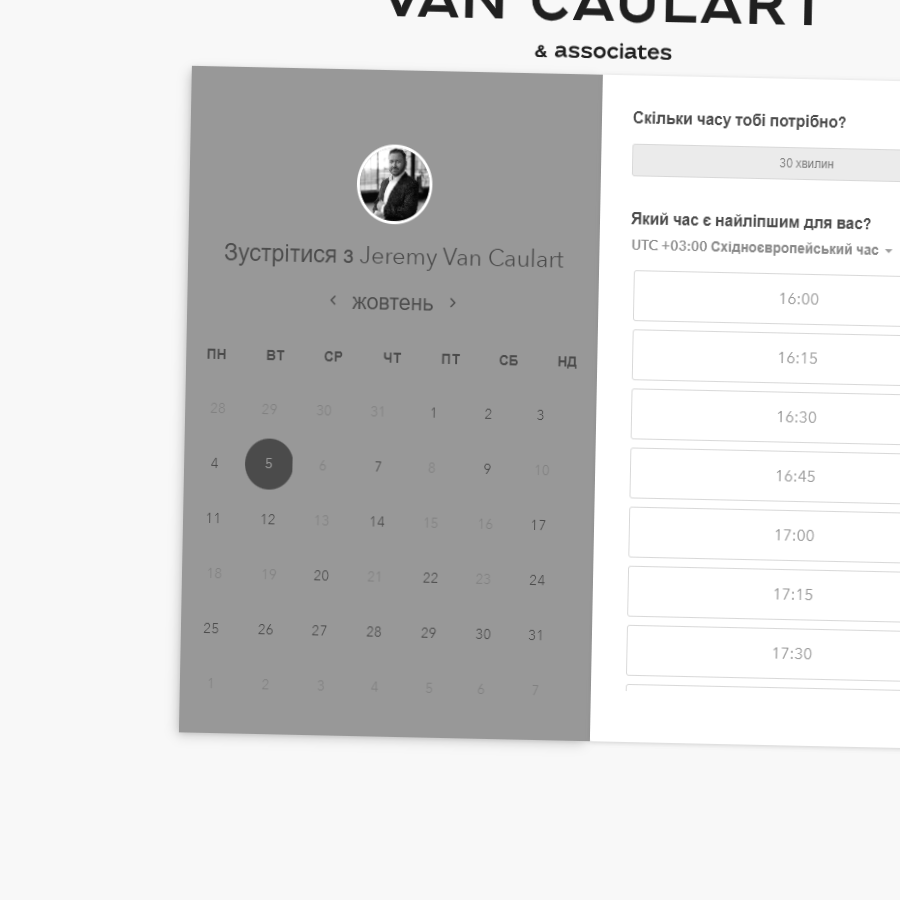 VAN CAULART
& associates
Зустрітися з Jeremy Van Caulart
жовтень
ПН ВТ СР ЧТ ПТ СБ НД
28 29 30 31 1 2 3
4 5 6 7 8 9 10
11 12 13 14 15 16 17
18 19 20 21 22 23 24
25 26 27 28 29 30 31
1 2 3 4 5 6 7
Скільки часу тобі потрібно?
30 хвилин
Який час є найліпшим для вас?
UTC +03:00 Східноєвропейський час
16:00
16:15
16:30
16:45
17:00
17:15
17:30